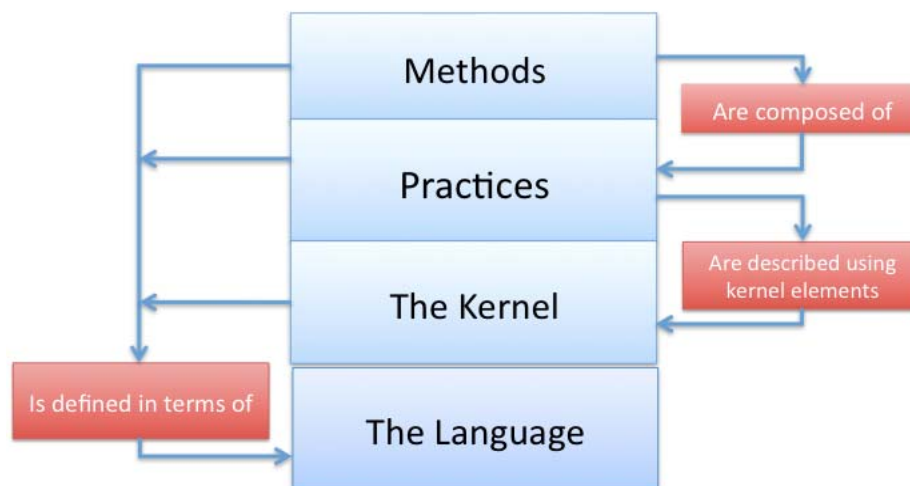 Methods
Are composed of
Practices
Are described using
kernel elements
The Kernel
Is defined in terms of
The Language